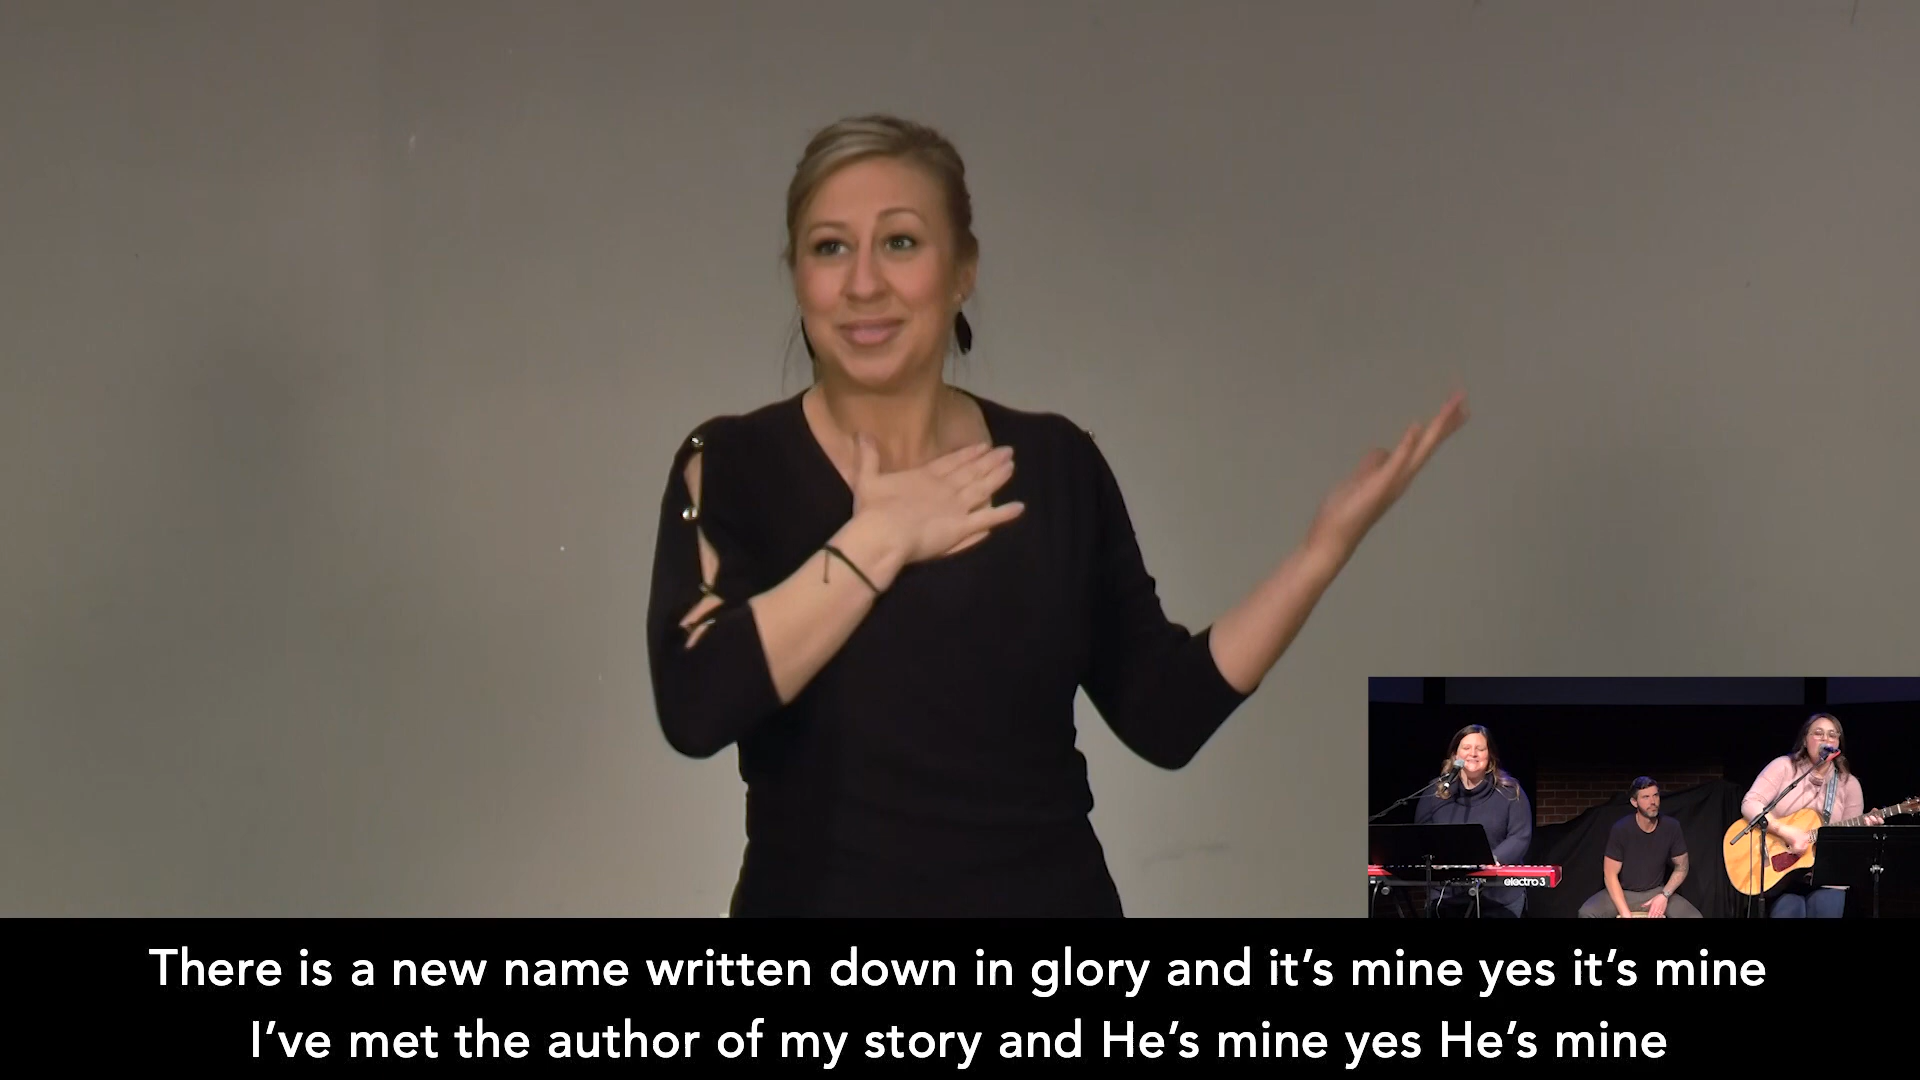 electro 3
There is a new name written down in glory and it's mine yes it's mine
I've met the author of my story and He's mine yes He's mine